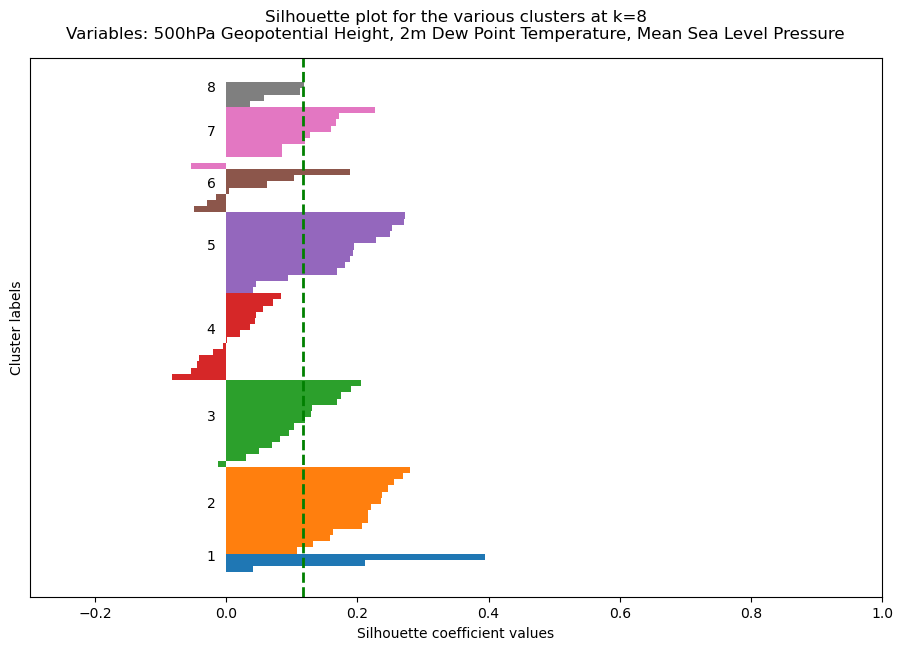 Silhouette plot for the various clusters at k=8
Variables: 500hPa Geopotential Height, 2m Dew Point Temperature, Mean Sea Level Pressure
8
7
6
5
4
3
2
1
Cluster labels
−0.2 0.0 0.2 0.4 0.6 0.8 1.0
Silhouette coefficient values